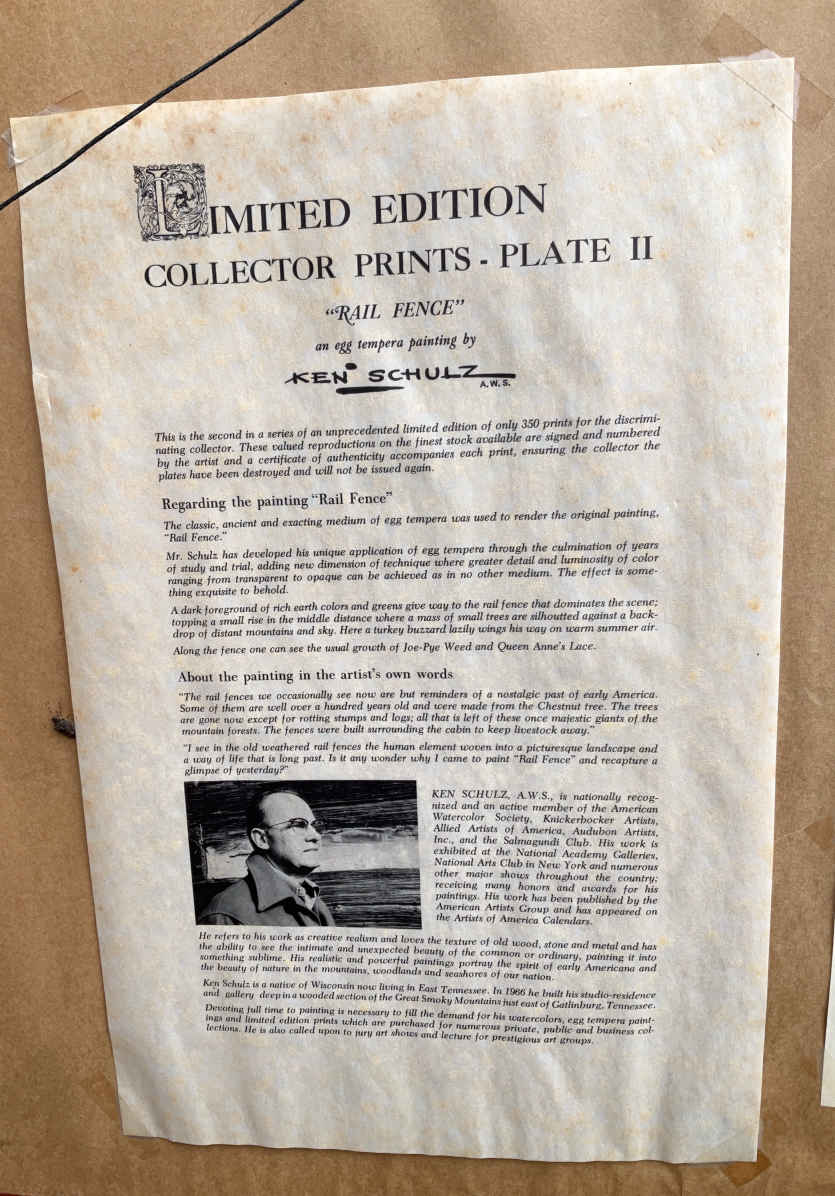 LIMITED EDITION
COLLECTOR PRINTS - PLATE II
"RAIL FENCE"
an egg tempera painting by
KEN SCHULZ
A.W.S.
This is the second in a series of an unprecedented limited edition of only 350 prints for the discrimi-
nating collector. These valued reproductions on the finest stock available are signed and numbered
by the artist and a certificate of authenticity accompanies each print, ensuring the collector the
plates have been destroyed and will not be issued again.
Regarding the painting "Rail Fence"
The classic, ancient and exacting medium of egg tempera was used to render the original painting,
"Rail Fence."
Mr. Schulz has developed his unique application of egg tempera through the culmination of years
of study and trial, adding new dimension of technique where greater detail and luminosity of color
ranging from transparent to opaque can be achieved as in no other medium. The effect is some-
thing exquisite to behold.
A dark foreground of rich earth colors and greens give way to the rail fence that dominates the scene;
topping a small rise in the middle distance where a mass of small trees are silhoutted against a back-
drop of distant mountains and sky. Here a turkey buzzard lazily wings his way on warm summer air.
Along the fence one can see the usual growth of Joe-Pye Weed and Queen Anne's Lace.
About the painting in the artist's own words
"The rail fences we occasionally see now are but reminders of a nostalgic past of early America.
Some of them are well over a hundred years old and were made from the Chestnut tree. The trees
are gone now except for rotting stumps and logs; all that is left of these once majestic giants of the
mountain forests. The fences were built surrounding the cabin to keep livestock away."
"I see in the old weathered rail fences the human element woven into a picturesque landscape and
a way of life that is long past. Is it any wonder why I came to paint "Rail Fence" and recapture a
glimpse of yesterday?"
KEN SCHULZ, A.W.S., is nationally recog-
nized and an active member of the American
Watercolor Society, Knickerbocker Artists,
Allied Artists of America, Audubon Artists,
Inc., and the Salmagundi Club. His work is
exhibited at the National Academy Galleries,
National Arts Club in New York and numerous
other major shows throughout the country;
receiving many honors and awards for his
paintings. His work has been published by the
American Artists Group and has appeared on
the Artists of America Calendars.
He refers to his work as creative realism and loves the texture of old wood, stone and metal and has
the ability to see the intimate and unexpected beauty of the common or ordinary, painting it into
something sublime. His realistic and powerful paintings portray the spirit of early Americana and
the beauty of nature in the mountains, woodlands and seashores of our nation.
Ken Schulz is a native of Wisconsin now living in East Tennessee. In 1966 he built his studio-residence
and gallery deep in a wooded section of the Great Smoky Mountains just east of Gatlinburg, Tennessee.
Devoting full time to painting is necessary to fill the demand for his watercolors, egg tempera paint-
ings and limited edition prints which are purchased for numerous private, public and business col-
lections. He is also called upon to jury art shows and lecture for prestigious art groups.